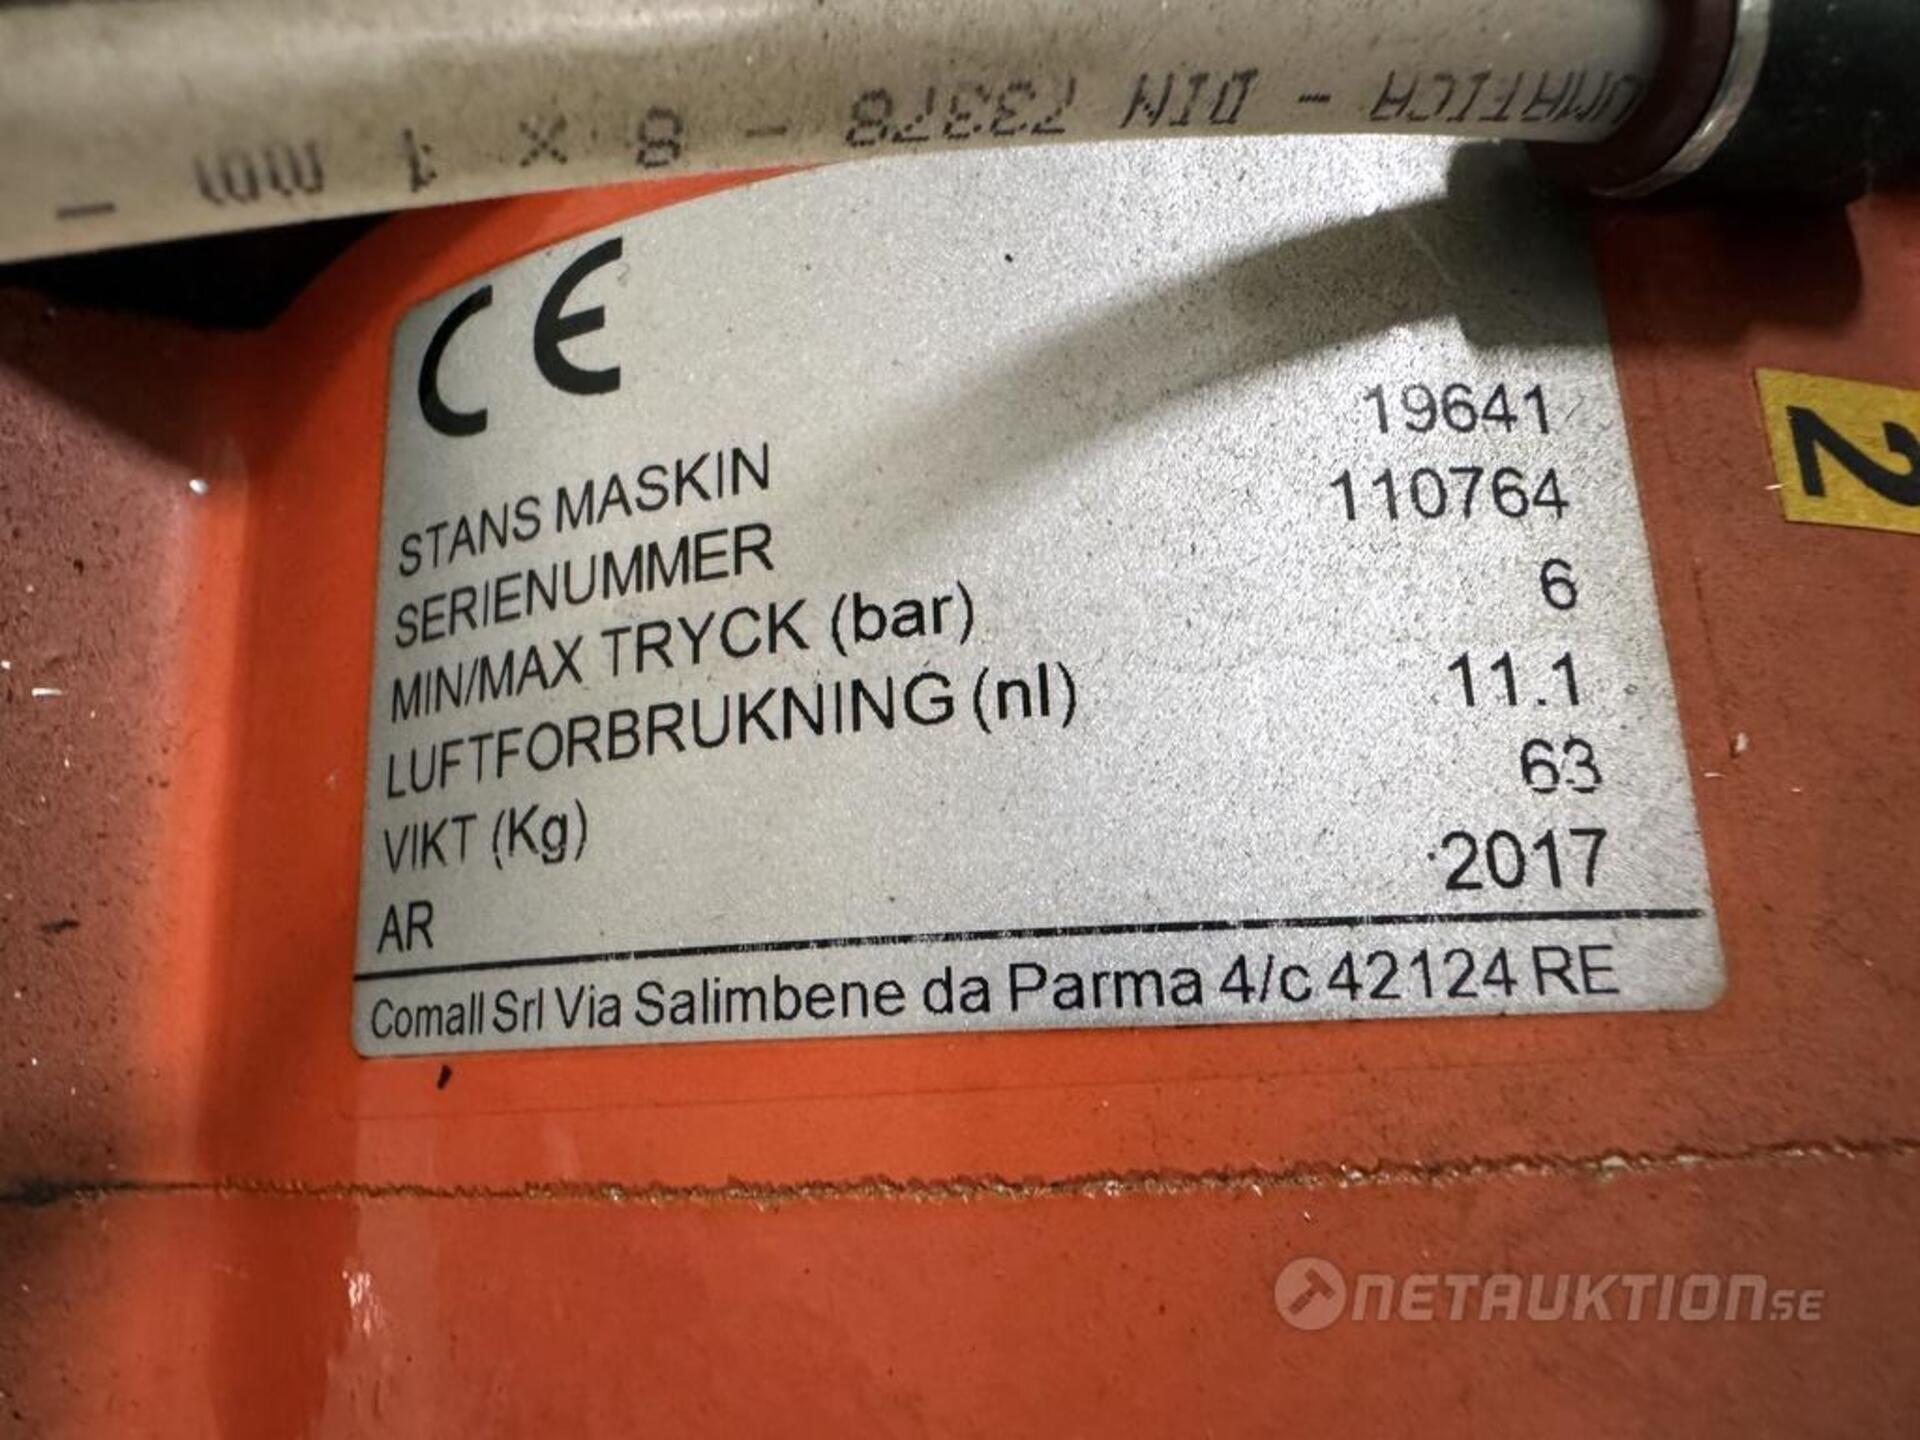 - DIN 73378 - 8 x 1 mm -
CE
STANS MASKIN 19641
SERIENUMMER 110764
MIN/MAX TRYCK (bar) 6
LUFTFORBRUKNING (nl) 11.1
VIKT (Kg) 63
AR 2017
Comall Srl Via Salimbene da Parma 4/c 42124 RE
2
NETAUKTION.SE